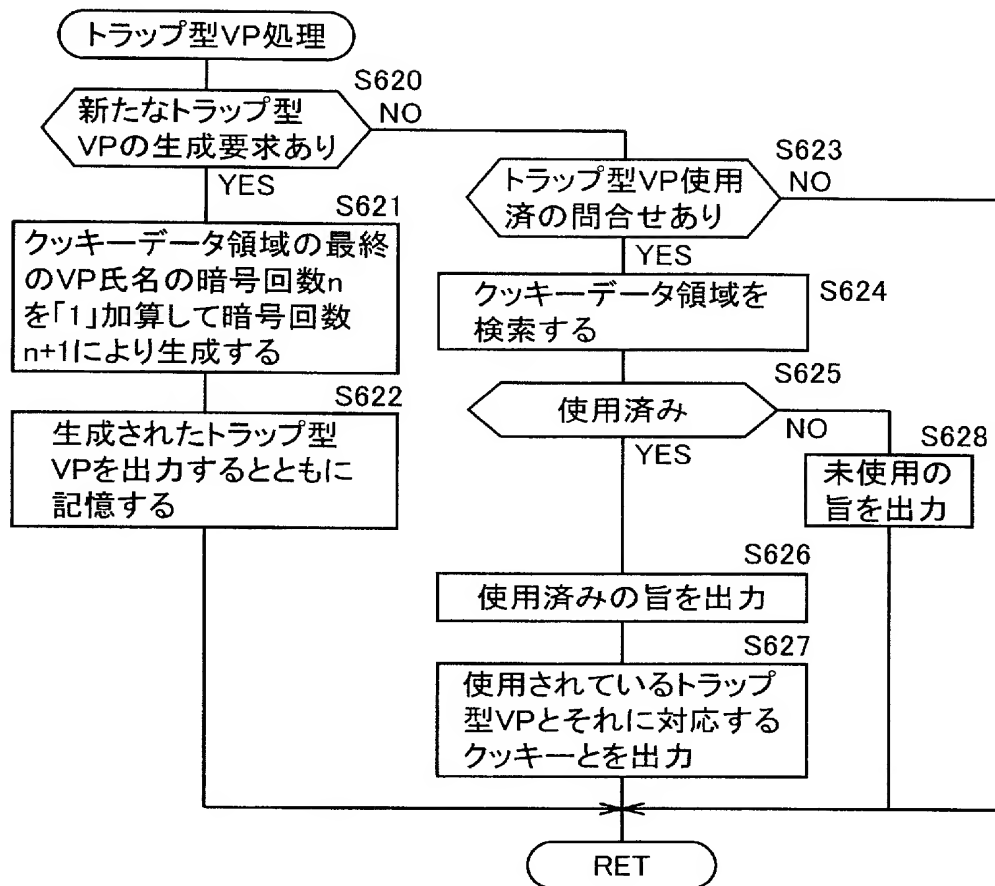 トラップ型VP処理
S620
新たなトラップ型
VPの生成要求あり
NO
YES
S621
クッキーデータ領域の最終
のVP氏名の暗号回数n
を「1」加算して暗号回数
n+1により生成する
S622
生成されたトラップ型
VPを出力するとともに
記憶する
S623
トラップ型VP使用
済の問合せあり
NO
YES
クッキーデータ領域を
検索する
S624
S625
使用済み
NO
YES
S628
未使用の
旨を出力
S626
使用済みの旨を出力
S627
使用されているトラップ
型VPとそれに対応する
クッキーとを出力
RET